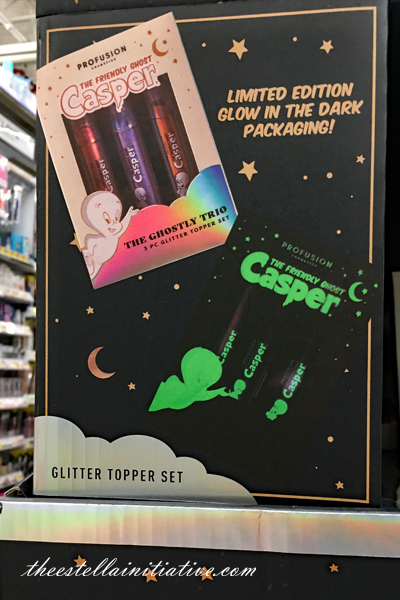 PROFUSION
cosmetics
THE FRIENDLY GHOST
Casper
Casper
Casper
Casper
THE GHOSTLY TRIO
3 PC GLITTER TOPPER SET
LIMITED EDITION
GLOW IN THE DARK
PACKAGING!
PROFUSION
cosmetics
THE FRIENDLY GHOST
Casper
Casper
Casper
Casper
GLITTER TOPPER SET
theestellainitiative.com